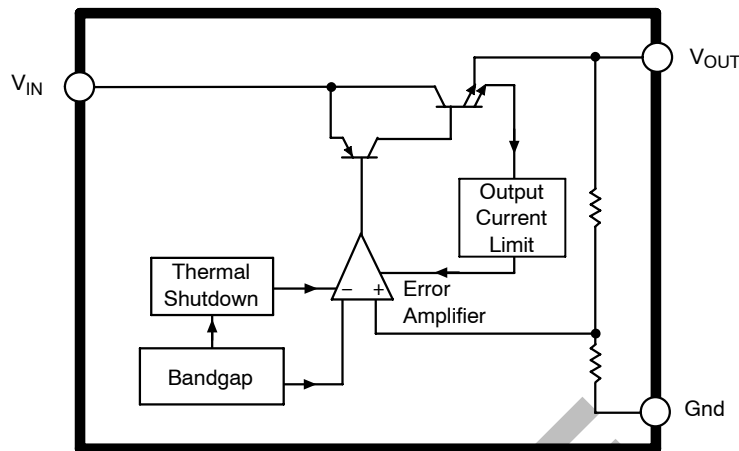 V_IN
V_OUT
Output
Current
Limit
Thermal
Shutdown
− +
Error
Amplifier
Bandgap
Gnd